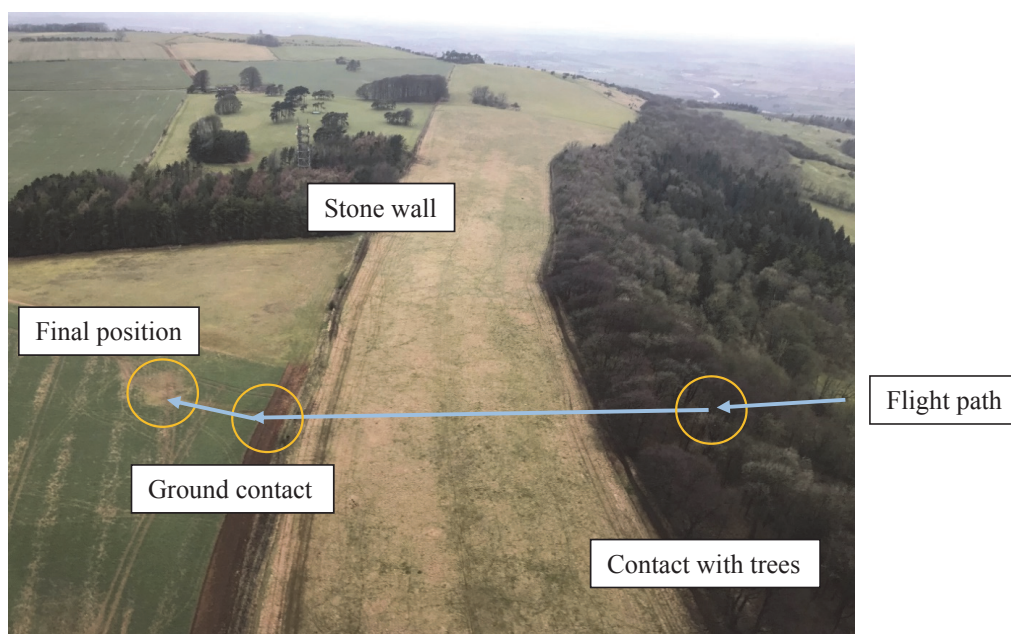 Stone wall
Final position
Flight path
Ground contact
Contact with trees